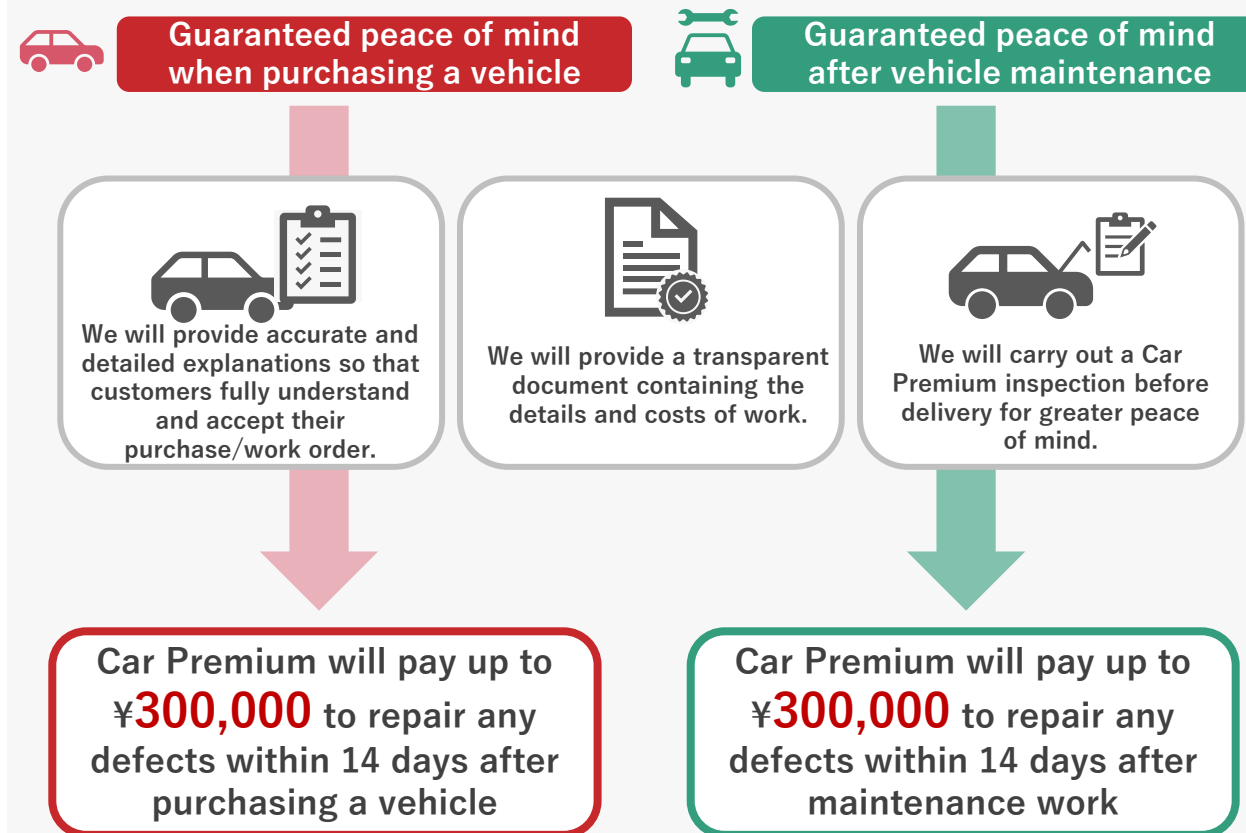 Guaranteed peace of mind
when purchasing a vehicle
Guaranteed peace of mind
after vehicle maintenance
We will provide accurate and
detailed explanations so that
customers fully understand
and accept their
purchase/work order.
We will provide a transparent
document containing the
details and costs of work.
We will carry out a Car
Premium inspection before
delivery for greater peace
of mind.
Car Premium will pay up to
¥300,000 to repair any
defects within 14 days after
purchasing a vehicle
Car Premium will pay up to
¥300,000 to repair any
defects within 14 days after
maintenance work